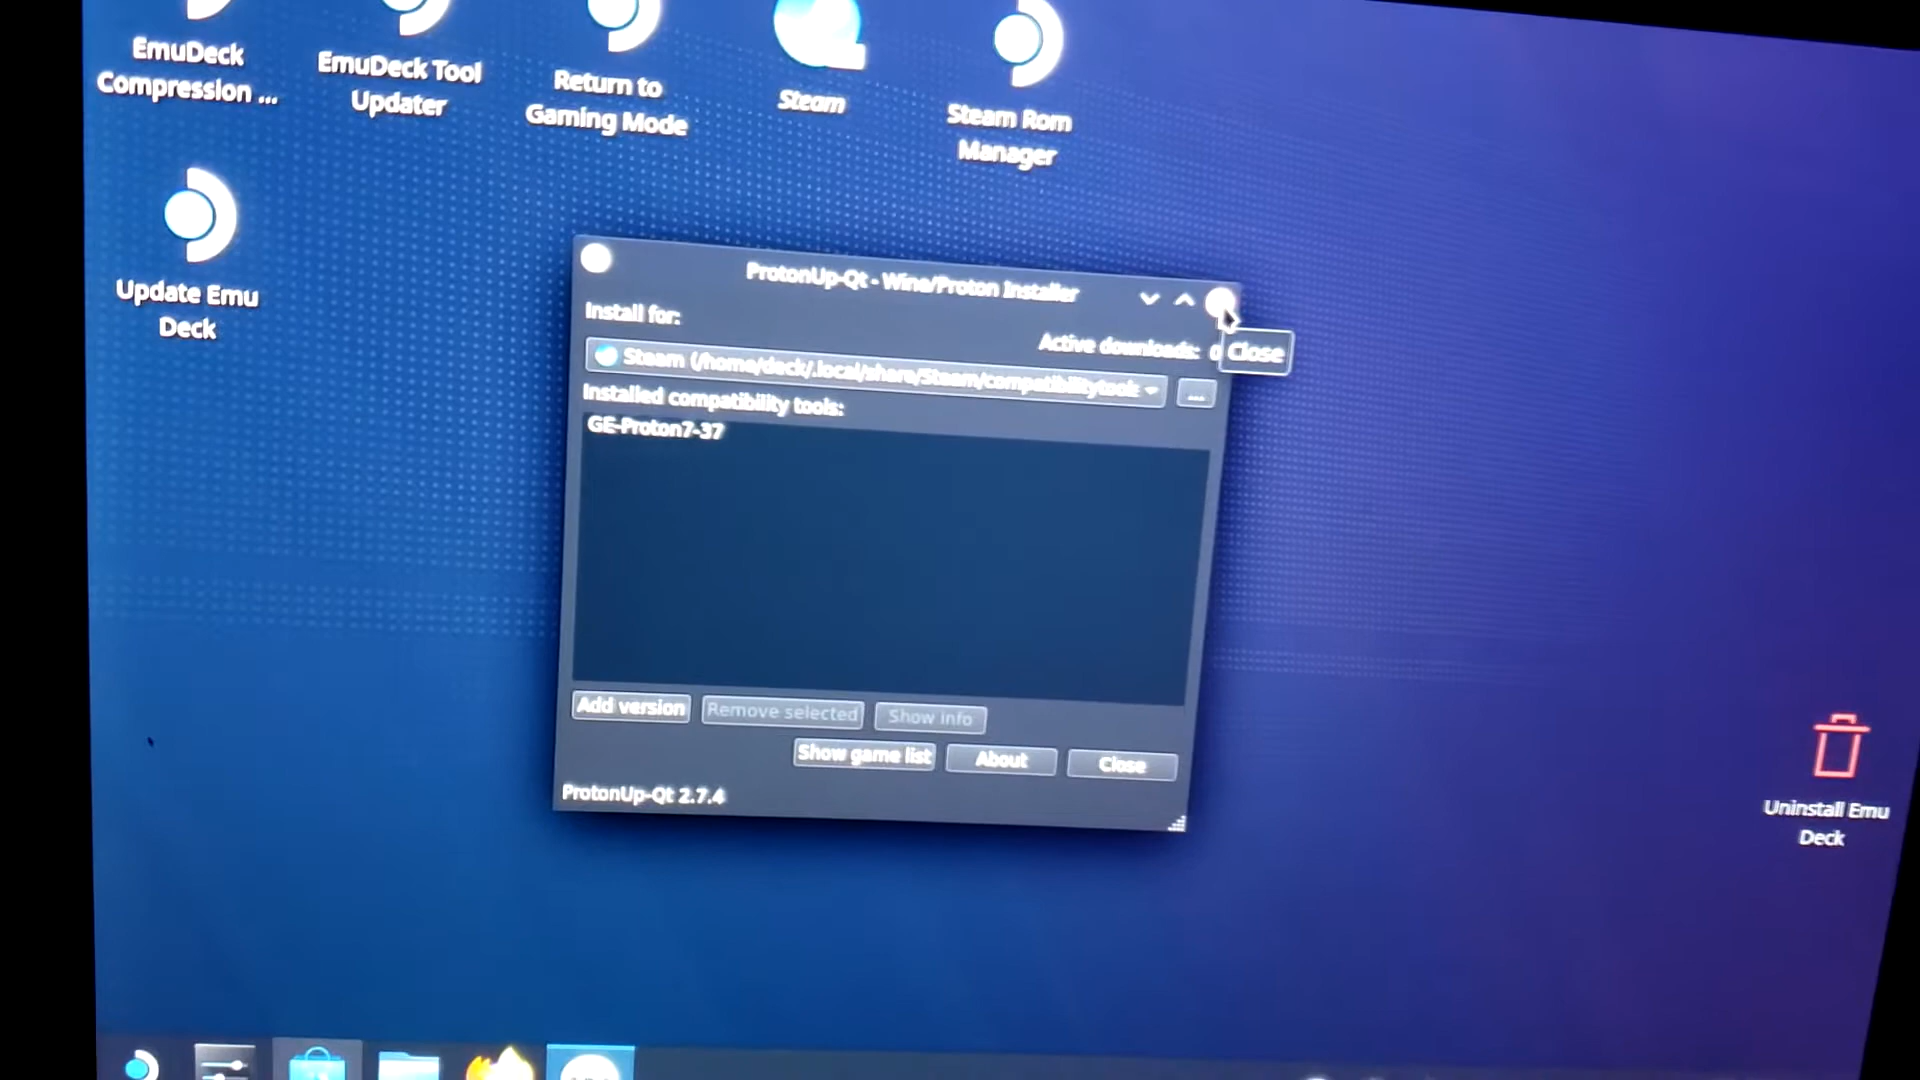 EmuDeck
Compression ...
EmuDeck Tool
Updater
Return to
Gaming Mode
Steam
Steam Rom
Manager
Update Emu
Deck
ProtonUp-Qt - Wine/Proton Installer
Install for:
Active downloads: 0
Close
Steam (/home/deck/.local/share/Steam/compatibilitytools
...
Installed compatibility tools:
GE-Proton7-37
Add version
Remove selected
Show info
Show game list
About
Close
ProtonUp-Qt 2.7.4
Uninstall Emu
Deck